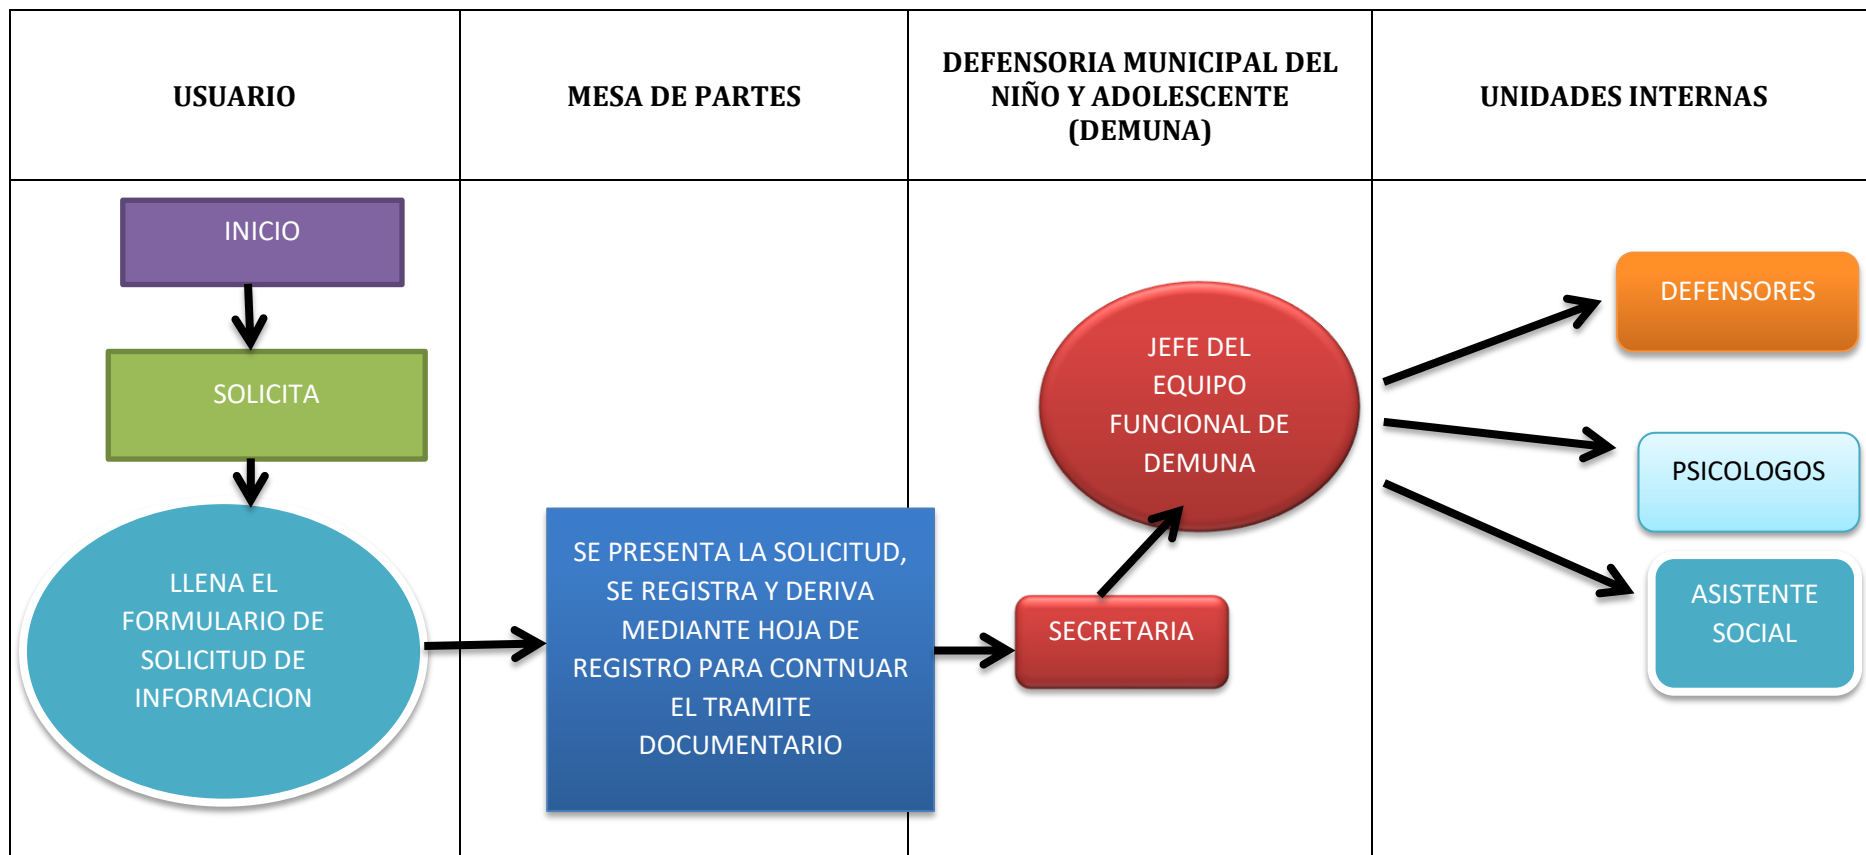 USUARIO
MESA DE PARTES
DEFENSORIA MUNICIPAL DEL
NIÑO Y ADOLESCENTE
(DEMUNA)
UNIDADES INTERNAS
INICIO
SOLICITA
LLENA EL
FORMULARIO DE
SOLICITUD DE
INFORMACION
SE PRESENTA LA SOLICITUD,
SE REGISTRA Y DERIVA
MEDIANTE HOJA DE
REGISTRO PARA CONTNUAR
EL TRAMITE
DOCUMENTARIO
SECRETARIA
JEFE DEL
EQUIPO
FUNCIONAL DE
DEMUNA
DEFENSORES
PSICOLOGOS
ASISTENTE
SOCIAL